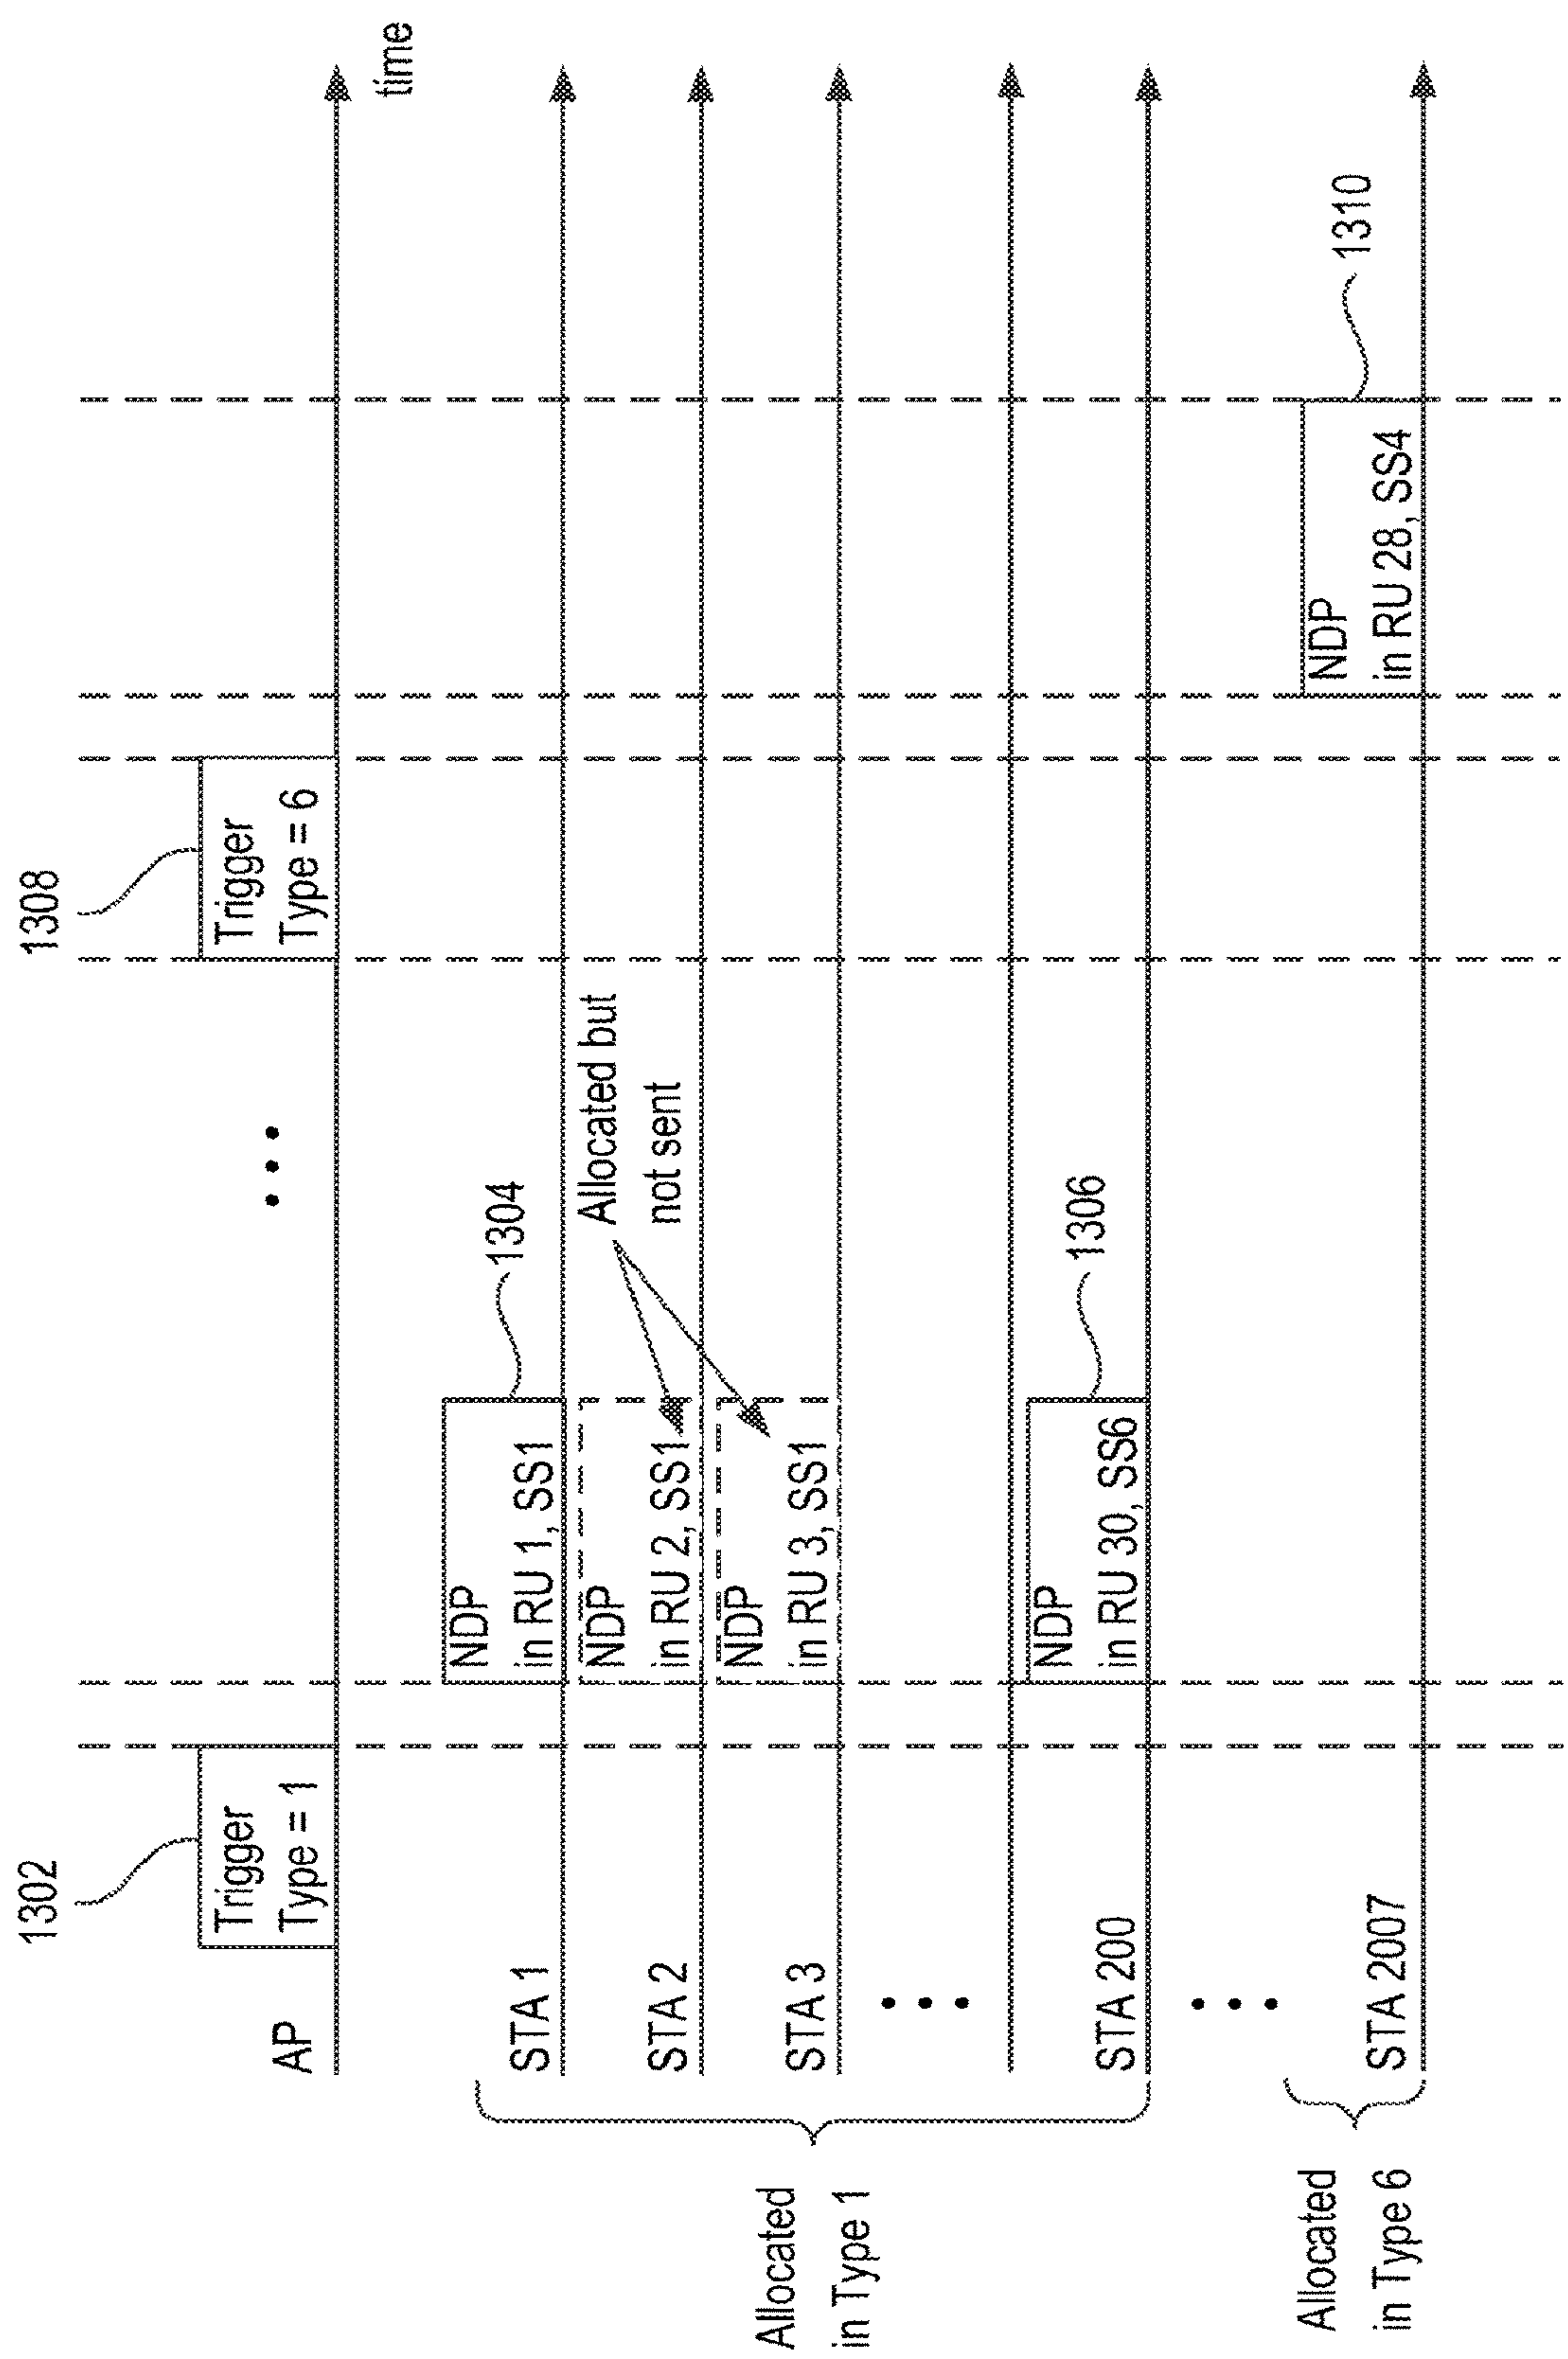 1302
1308
AP
Trigger
Type = 1
Trigger
Type = 6
time
STA 1
NDP
in RU 1, SS1
1304
Allocated but
not sent
STA 2
NDP
in RU 2, SS1
STA 3
NDP
in RU 3, SS1
Allocated
in Type 1
STA 200
NDP
in RU 30, SS6
1306
Allocated
in Type 6
STA 2007
NDP
in RU 28, SS4
1310